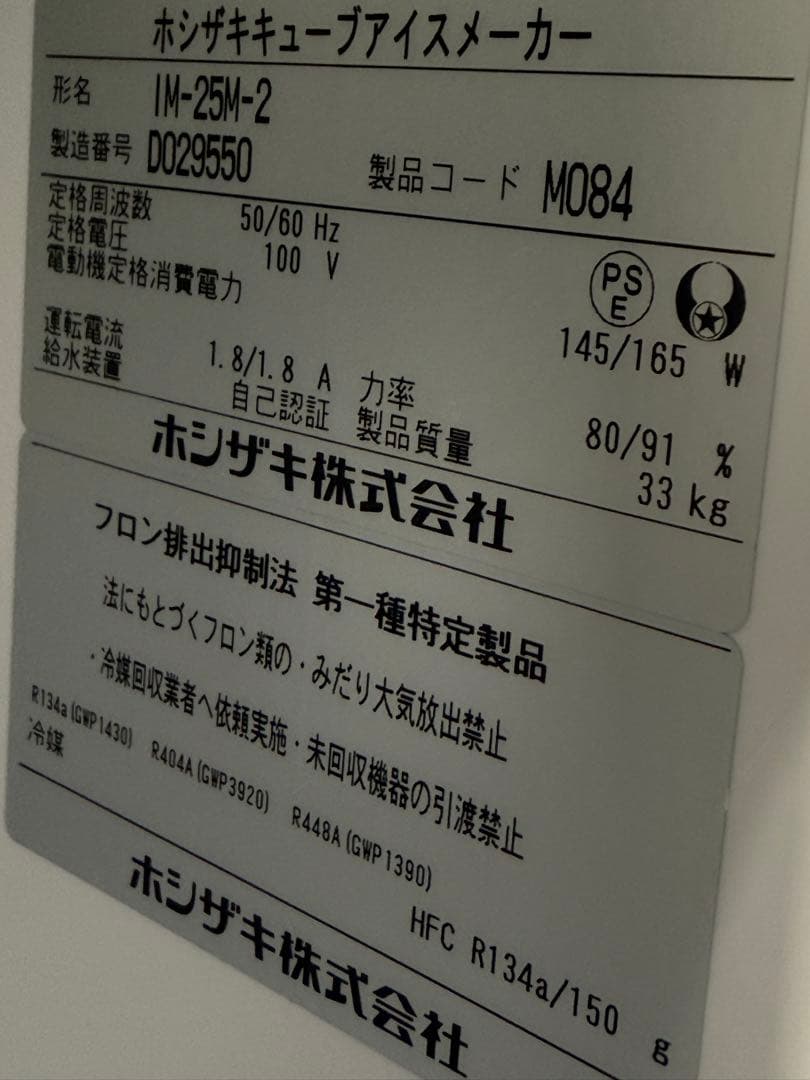 ホシザキキューブアイスメーカー
形名 IM-25M-2
製造番号 D029550 製品コード M084
定格周波数 50/60 Hz
定格電圧 100 V
電動機定格消費電力 145/165 W
運転電流 1.8/1.8 A 力率 80/91 %
給水装置 自己認証 製品質量 33 kg
PS
E
ホシザキ株式会社
フロン排出抑制法 第一種特定製品
法にもとづくフロン類の・みだり大気放出禁止
・冷媒回収業者へ依頼実施・未回収機器の引渡禁止
R134a(GWP1430) R404A(GWP3920) R448A(GWP1390)
冷媒 HFC R134a/150 g
ホシザキ株式会社